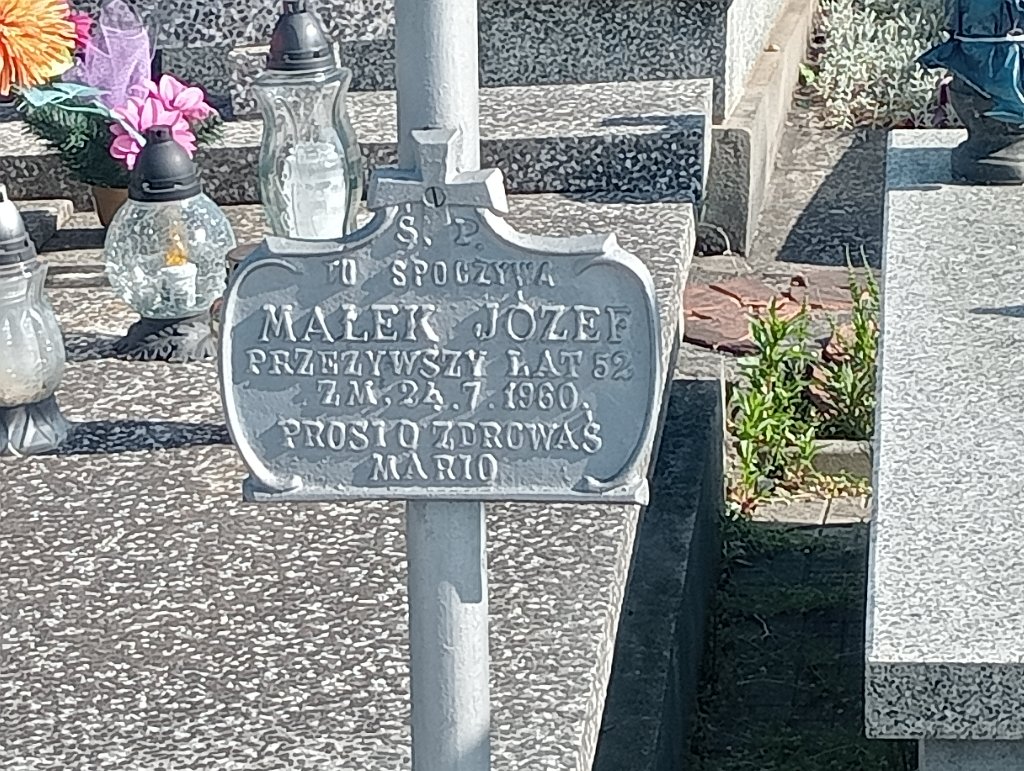 Ś. P.
TU SPOCZYWA
MAŁEK JÓZEF
PRZEŻYWSZY LAT 52
ZM. 24.7.1960.
PROSI O ZDROWAŚ
MARIO